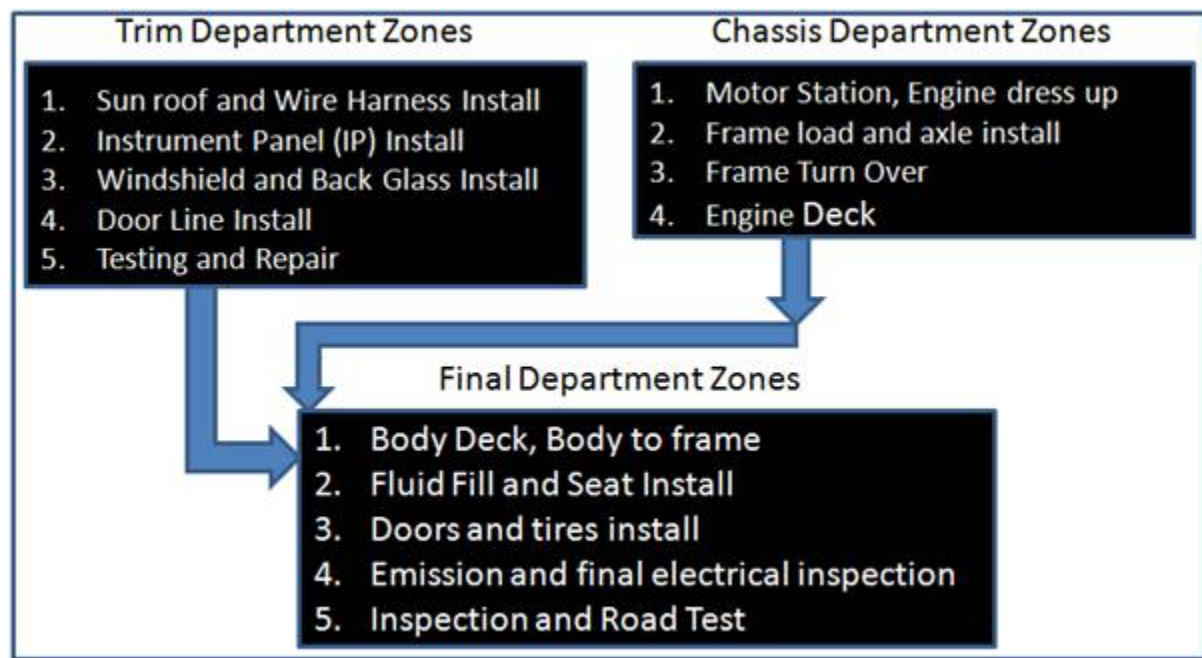 Trim Department Zones
1. Sun roof and Wire Harness Install
2. Instrument Panel (IP) Install
3. Windshield and Back Glass Install
4. Door Line Install
5. Testing and Repair
Chassis Department Zones
1. Motor Station, Engine dress up
2. Frame load and axle install
3. Frame Turn Over
4. Engine Deck
Final Department Zones
1. Body Deck, Body to frame
2. Fluid Fill and Seat Install
3. Doors and tires install
4. Emission and final electrical inspection
5. Inspection and Road Test